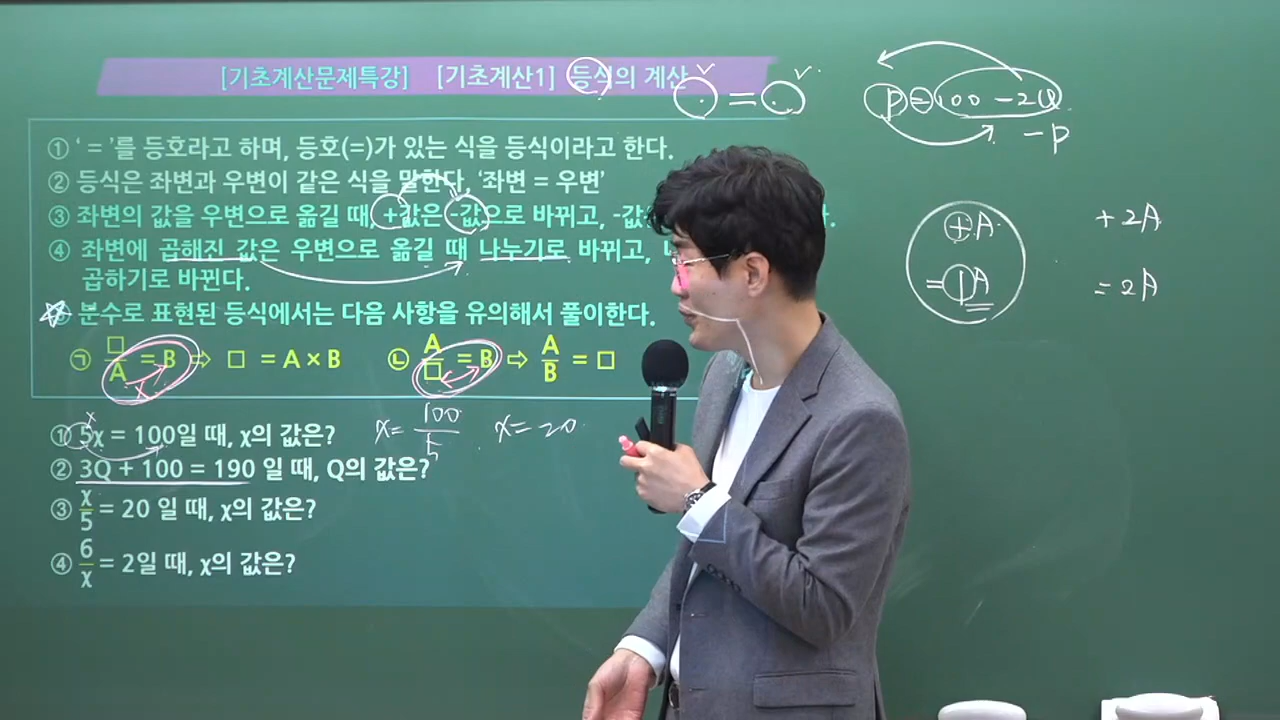 [기초계산문제특강] [기초계산1] 등식의 계산
① ‘ = ’를 등호라고 하며, 등호(=)가 있는 식을 등식이라고 한다.
② 등식은 좌변과 우변이 같은 식을 말한다, ‘좌변 = 우변’
③ 좌변의 값을 우변으로 옮길 때, +값은 -값으로 바뀌고, -값
④ 좌변에 곱해진 값은 우변으로 옮길 때 나누기로 바뀌고,
곱하기로 바뀐다.
분수로 표현된 등식에서는 다음 사항을 유의해서 풀이한다.
㉠ □/A = B ⇨ □ = A × B ㉡ A/□ = B ⇨ A/B = □
① 5x = 100일 때, x의 값은? x = 100/5 x = 20
② 3Q + 100 = 190 일 때, Q의 값은?
③ x/5 = 20 일 때, x의 값은?
④ 6/x = 2일 때, x의 값은?
=
P = 100 - 2Q
- P
+ A
= 1A
+ 2A
= 2A